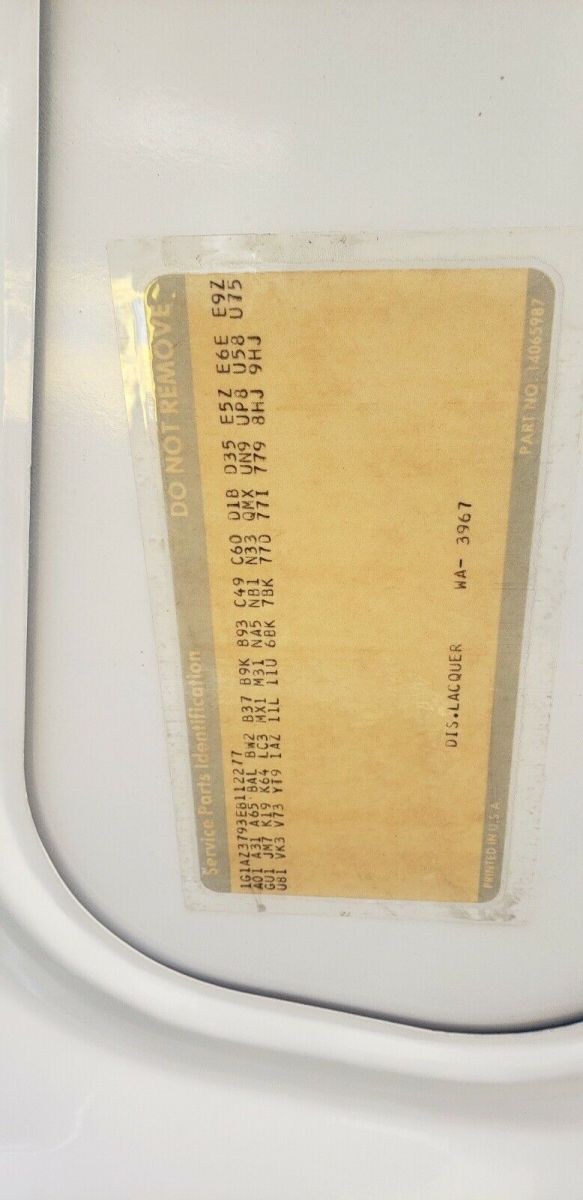 Service Parts Identification DO NOT REMOVE
1G1AZ3793E8112277
A01 A31 A65 8AL BW2 B37 B9K B93 C49 C60 D1B D35 E5Z E6E E9Z
GU1 JM7 K19 K64 LC3 MX1 M31 NA5 NB1 N33 QMX UN9 UP8 U58 U75
U81 VK3 V73 YT9 1AZ 11L 11U 6BK 7BK 77D 77I 779 8HJ 9HJ
DIS.LACQUER WA- 3967
PRINTED IN U.S.A. PART NO. 14065987